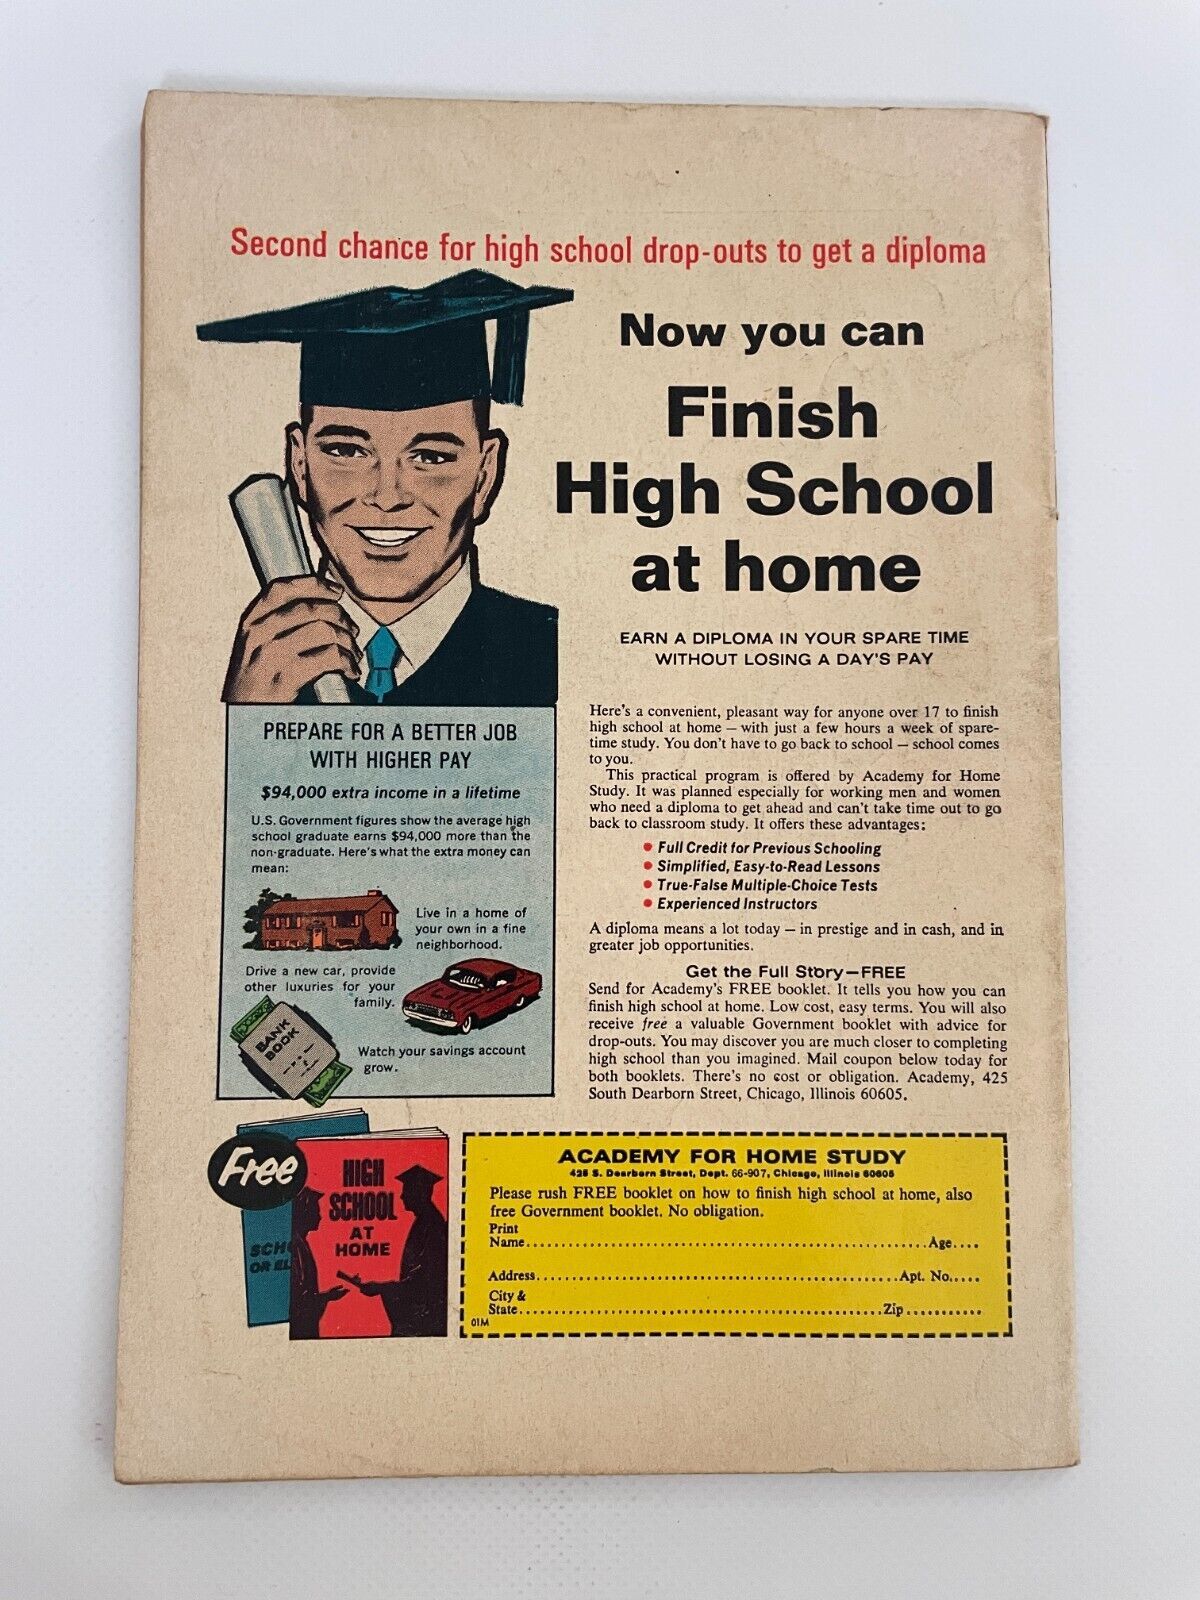 Second chance for high school drop-outs to get a diploma
Now you can
Finish
High School
at home
EARN A DIPLOMA IN YOUR SPARE TIME
WITHOUT LOSING A DAY'S PAY
PREPARE FOR A BETTER JOB
WITH HIGHER PAY
$94,000 extra income in a lifetime
U.S. Government figures show the average high
school graduate earns $94,000 more than the
non-graduate. Here's what the extra money can
mean:
Live in a home of
your own in a fine
neighborhood.
Drive a new car, provide
other luxuries for your
family.
BANK
BOOK
Watch your savings account
grow.
Here's a convenient, pleasant way for anyone over 17 to finish
high school at home — with just a few hours a week of spare-
time study. You don't have to go back to school — school comes
to you.
This practical program is offered by Academy for Home
Study. It was planned especially for working men and women
who need a diploma to get ahead and can't take time out to go
back to classroom study. It offers these advantages:
• Full Credit for Previous Schooling
• Simplified, Easy-to-Read Lessons
• True-False Multiple-Choice Tests
• Experienced Instructors
A diploma means a lot today — in prestige and in cash, and in
greater job opportunities.
Get the Full Story—FREE
Send for Academy's FREE booklet. It tells you how you can
finish high school at home. Low cost, easy terms. You will also
receive free a valuable Government booklet with advice for
drop-outs. You may discover you are much closer to completing
high school than you imagined. Mail coupon below today for
both booklets. There's no cost or obligation. Academy, 425
South Dearborn Street, Chicago, Illinois 60605.
Free
SCH
OR EL
HIGH
SCHOOL
AT
HOME
ACADEMY FOR HOME STUDY
425 S. Dearborn Street, Dept. 66-907, Chicago, Illinois 60605
Please rush FREE booklet on how to finish high school at home, also
free Government booklet. No obligation.
Print
Name..........Age....
Address..........Apt. No.....
City &
State..........Zip..........
01M